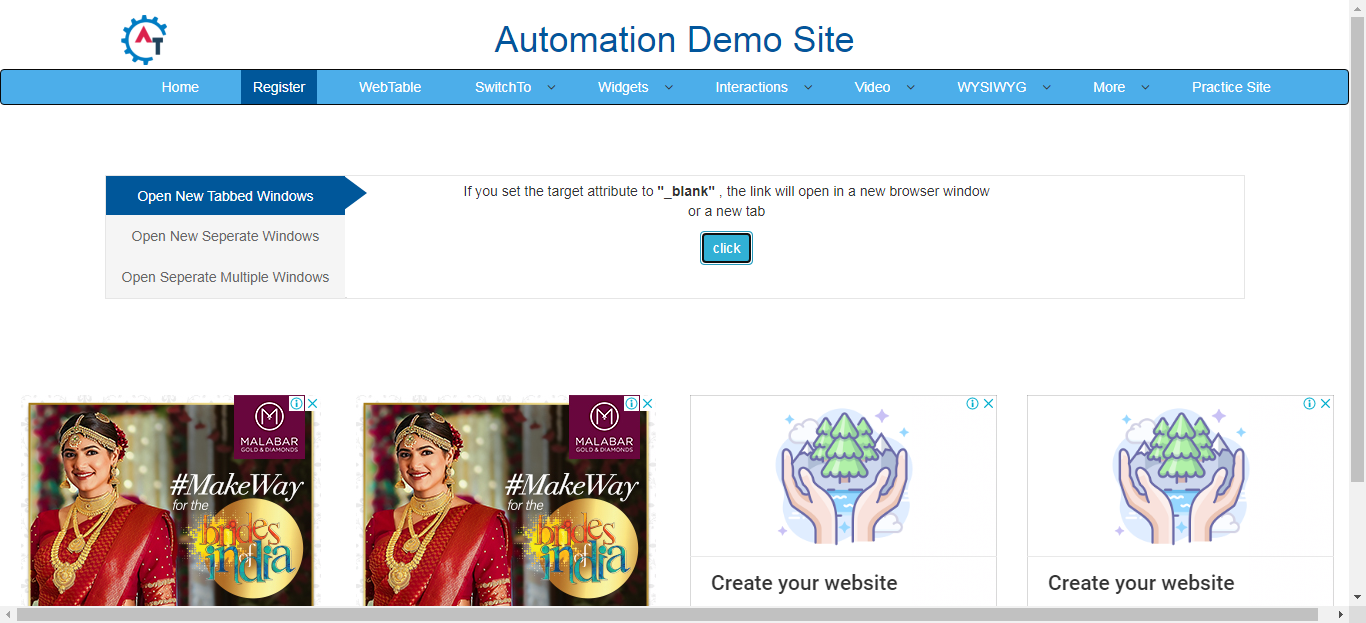 AT
Automation Demo Site
Home Register WebTable SwitchTo Widgets Interactions Video WYSIWYG More Practice Site
Open New Tabbed Windows
Open New Seperate Windows
Open Seperate Multiple Windows
If you set the target attribute to "_blank" , the link will open in a new browser window
or a new tab
click
MALABAR
GOLD & DIAMONDS
#MakeWay
for the
brides
of
india
MALABAR
GOLD & DIAMONDS
#MakeWay
for the
brides
of
india
Create your website
Create your website